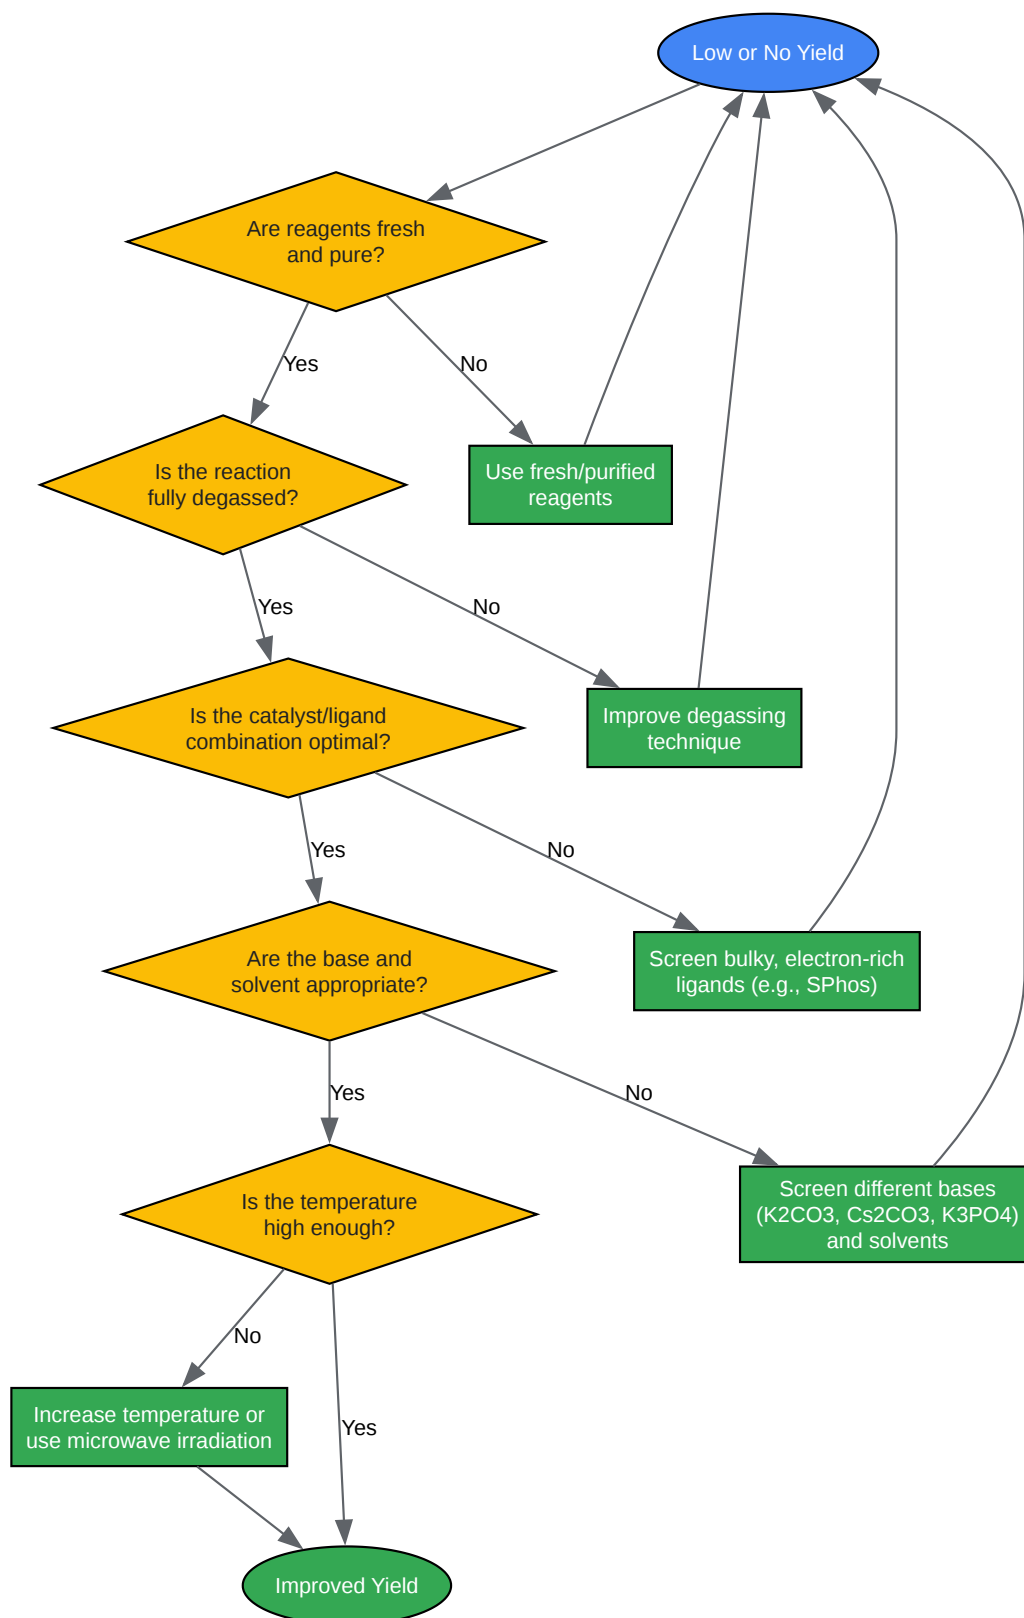 Low or No Yield
Are reagents fresh
and pure?
Yes
No
Is the reaction
fully degassed?
Use fresh/purified
reagents
Yes
No
Is the catalyst/ligand
combination optimal?
Improve degassing
technique
Yes
No
Are the base and
solvent appropriate?
Screen bulky, electron-rich
ligands (e.g., SPhos)
Yes
No
Is the temperature
high enough?
Screen different bases
(K2CO3, Cs2CO3, K3PO4)
and solvents
No
Yes
Increase temperature or
use microwave irradiation
Improved Yield